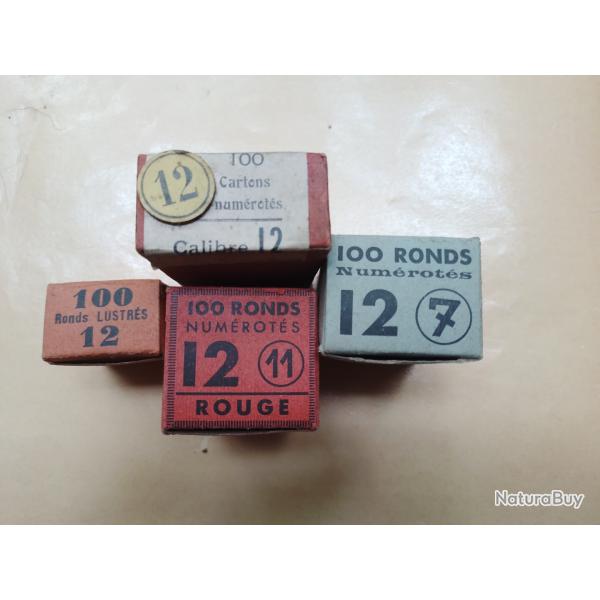 12
100
Cartons
numérotés
Calibre 12
100
Ronds LUSTRÉS
12
100 RONDS
NUMÉROTÉS
12 11
ROUGE
100 RONDS
Numérotés
12 7
NaturaBuy